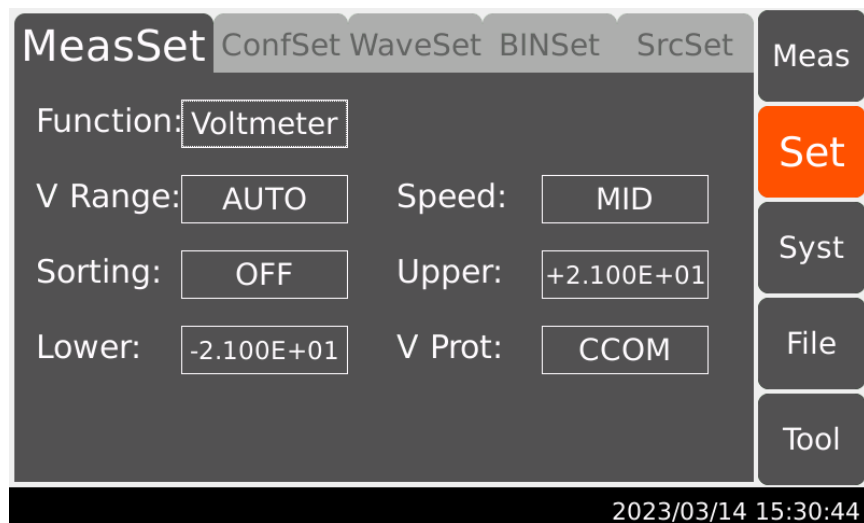 MeasSet ConfSet WaveSet BINSet SrcSet
Meas
Function: Voltmeter
Set
V Range: AUTO Speed: MID
Syst
Sorting: OFF Upper: +2.100E+01
Lower: -2.100E+01 V Prot: CCOM
File
Tool
2023/03/14 15:30:44